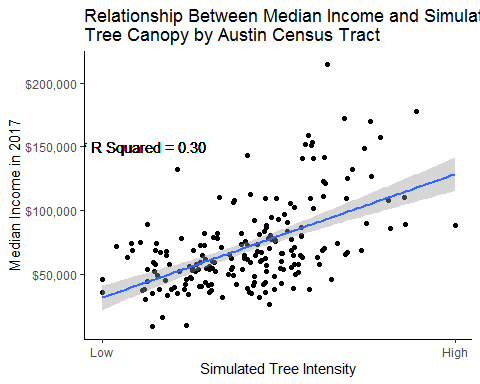 Relationship Between Median Income and Simulat
Tree Canopy by Austin Census Tract
$200,000
$150,000
$100,000
$50,000
R Squared = 0.30
Median Income in 2017
Low
High
Simulated Tree Intensity